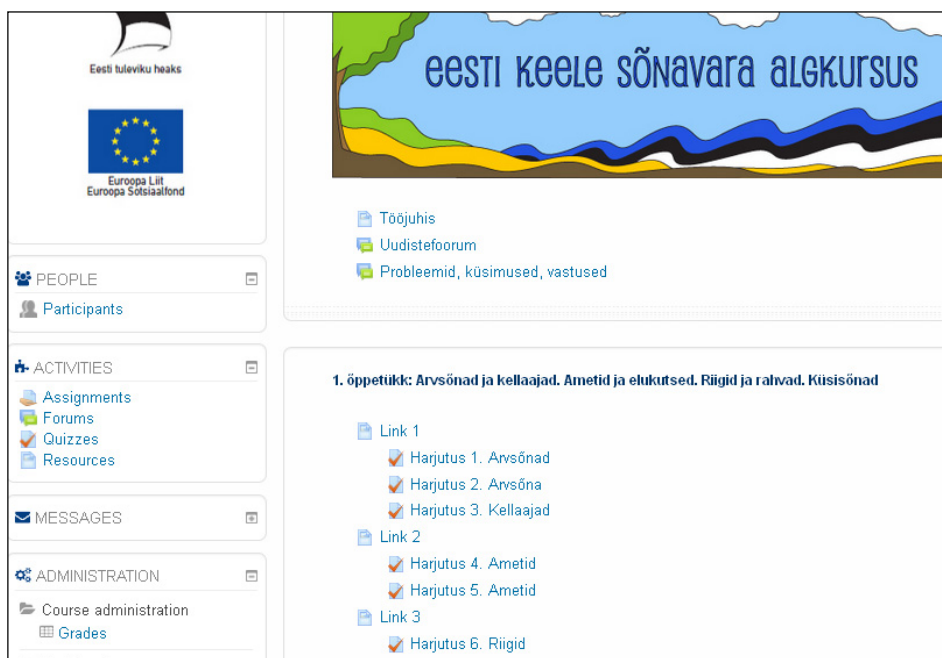 Eesti tuleviku heaks
Euroopa Liit
Euroopa Sotsiaalfond
PEOPLE
Participants
ACTIVITIES
Assignments
Forums
Quizzes
Resources
MESSAGES
ADMINISTRATION
Course administration
Grades
EESTI KEELE SÕNAVARA ALGKURSUS
Tööjuhis
Uudistefoorum
Probleemid, küsimused, vastused
1. õppetükk: Arvsõnad ja kellaajad. Ametid ja elukutsed. Riigid ja rahvad. Küsisõnad
Link 1
Harjutus 1. Arvsõnad
Harjutus 2. Arvsõna
Harjutus 3. Kellaajad
Link 2
Harjutus 4. Ametid
Harjutus 5. Ametid
Link 3
Harjutus 6. Riigid